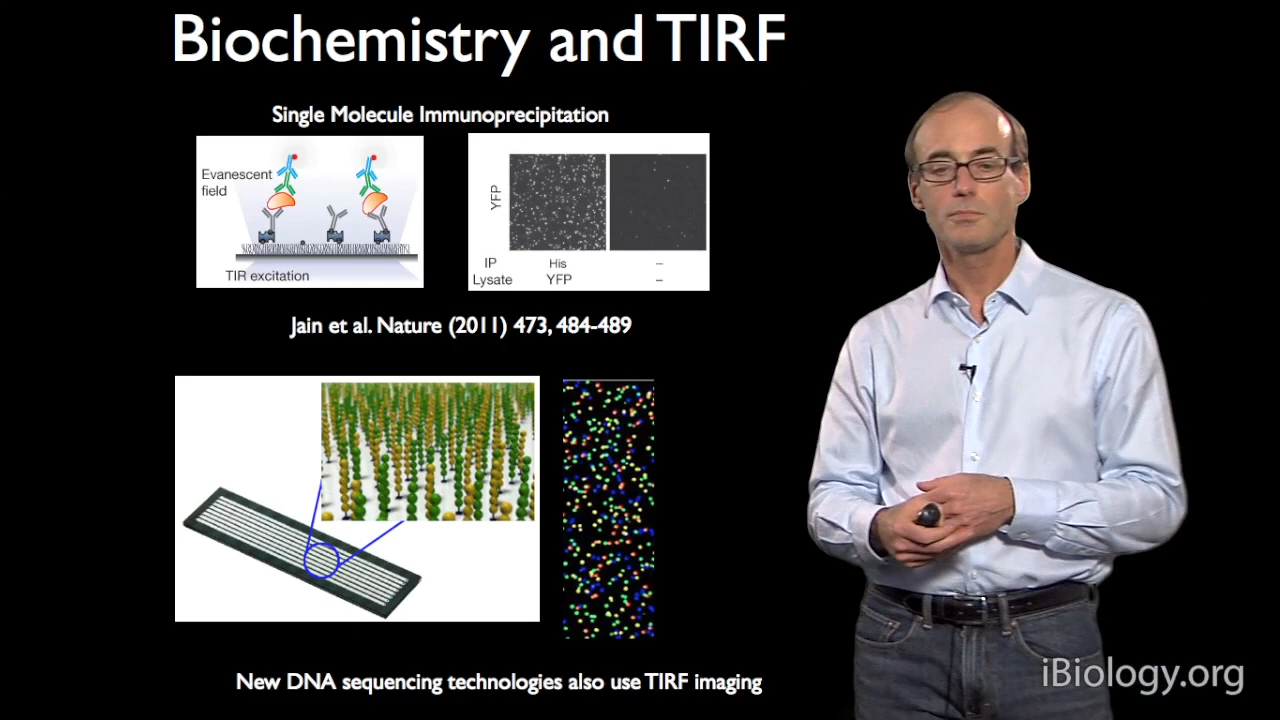 Biochemistry and TIRF
Single Molecule Immunoprecipitation
Evanescent
field
TIR excitation
YFP
IP His –
Lysate YFP –
Jain et al. Nature (2011) 473, 484-489
New DNA sequencing technologies also use TIRF imaging
iBiology.org